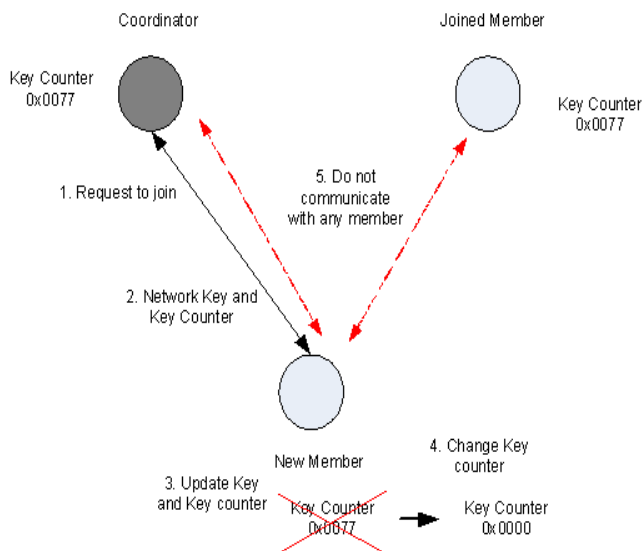 Coordinator
Joined Member
Key Counter
0x0077
Key Counter
0x0077
1. Request to join
5. Do not
communicate
with any member
2. Network Key and
Key Counter
New Member
3. Update Key
and Key counter
Key Counter
0x0077
4. Change Key
counter
Key Counter
0x0000